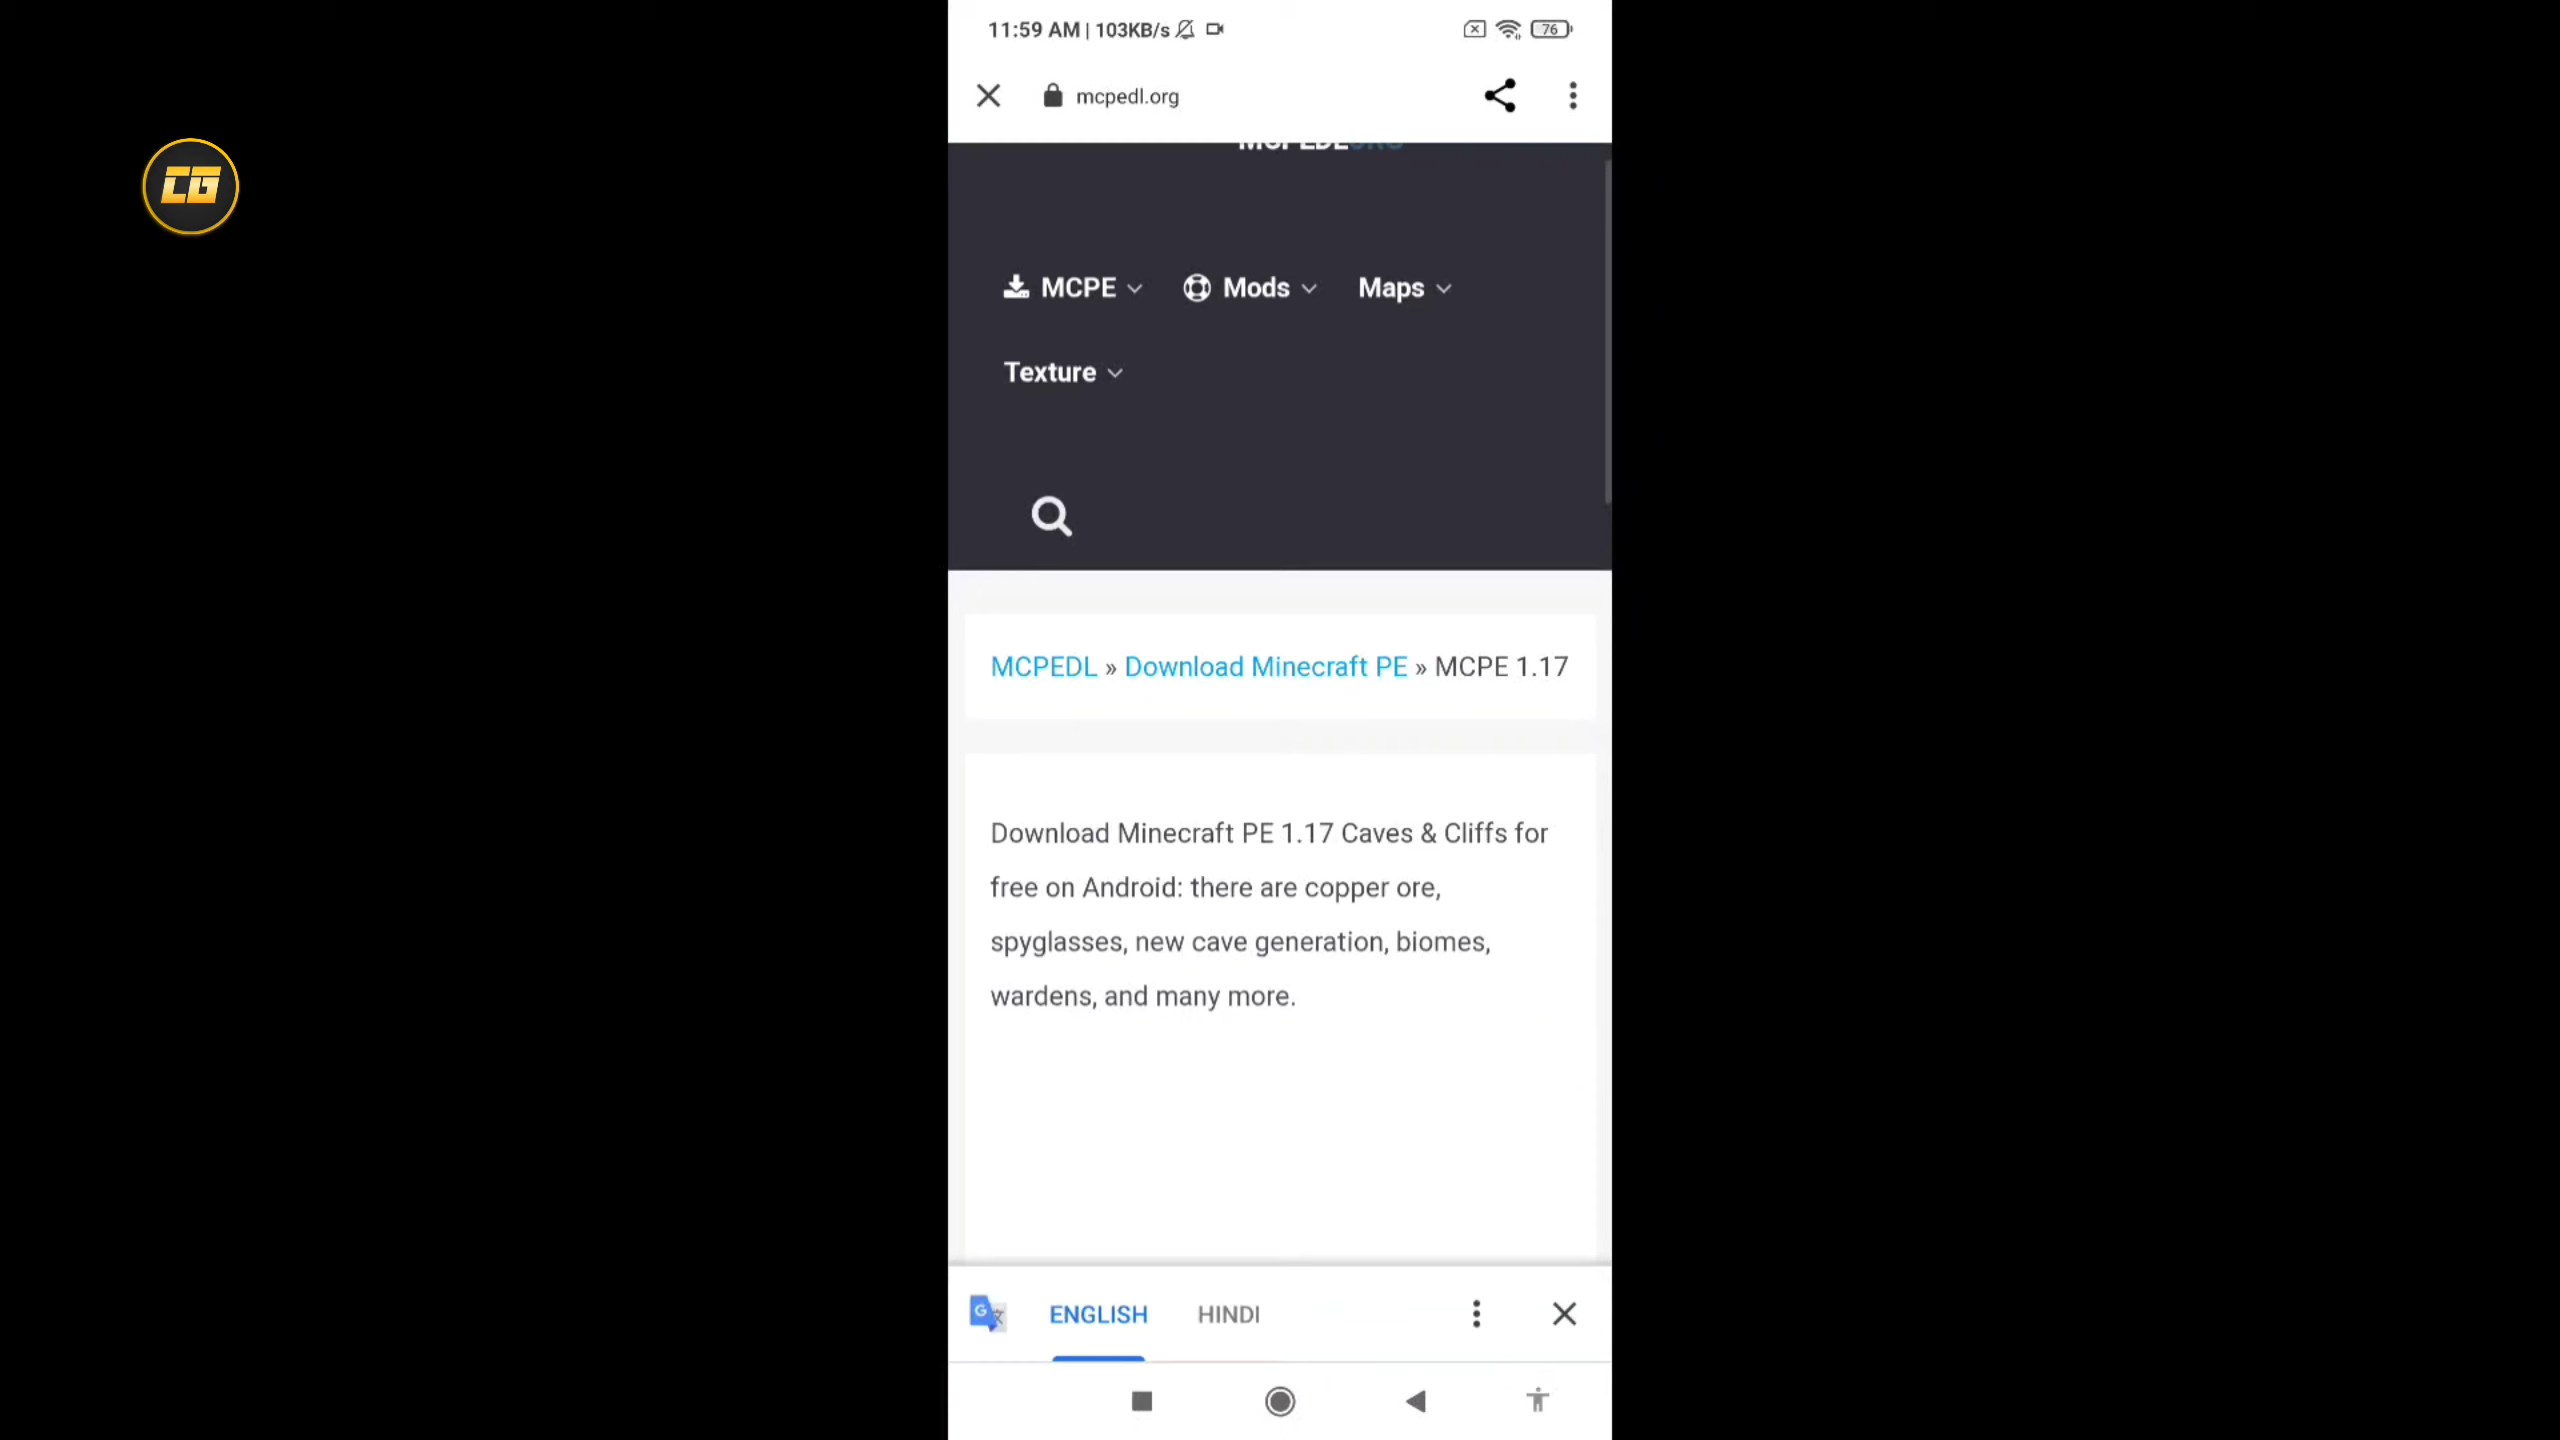 11:59 AM | 103KB/s
76
CG
mcpedl.org
MCPEDLORG
MCPE Mods Maps
Texture
MCPEDL » Download Minecraft PE » MCPE 1.17
Download Minecraft PE 1.17 Caves & Cliffs for
free on Android: there are copper ore,
spyglasses, new cave generation, biomes,
wardens, and many more.
ENGLISH HINDI